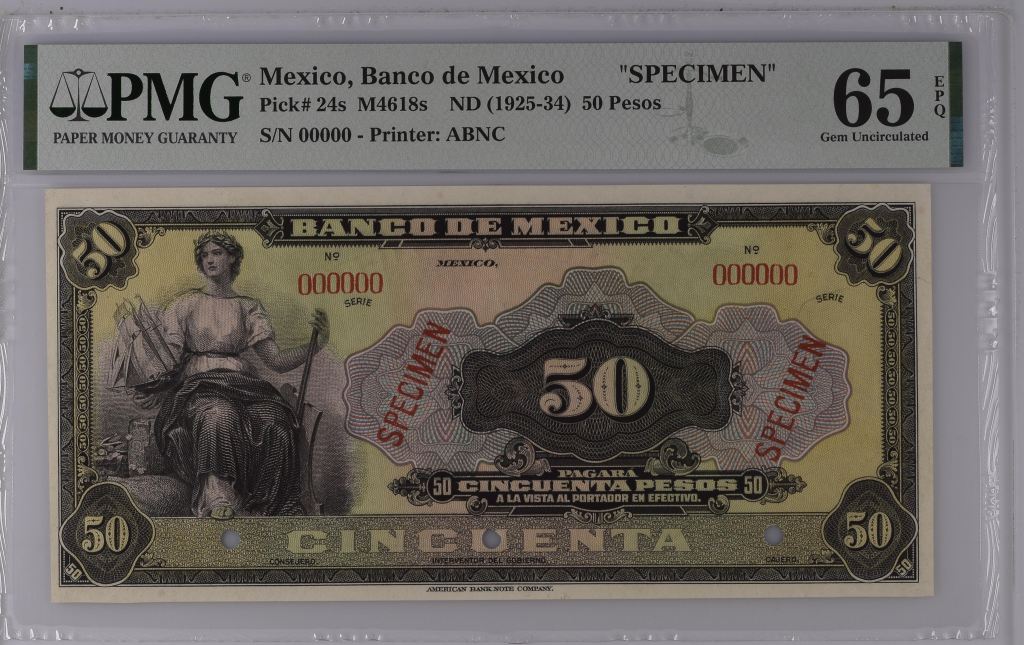 PMG®
PAPER MONEY GUARANTY
Mexico, Banco de Mexico "SPECIMEN"
Pick# 24s M4618s ND (1925-34) 50 Pesos
S/N 00000 - Printer: ABNC
65
EPQ
Gem Uncirculated
50
BANCO DE MEXICO
50
Nº
000000
SERIE
MEXICO,
Nº
000000
SERIE
SPECIMEN
50
SPECIMEN
PAGARA
50 CINCUENTA PESOS 50
A LA VISTA AL PORTADOR EN EFECTIVO.
50
CINCUENTA
50
CONSEJERO.
INTERVENTOR DEL GOBIERNO.
CAJERO.
50
50
AMERICAN BANK NOTE COMPANY.